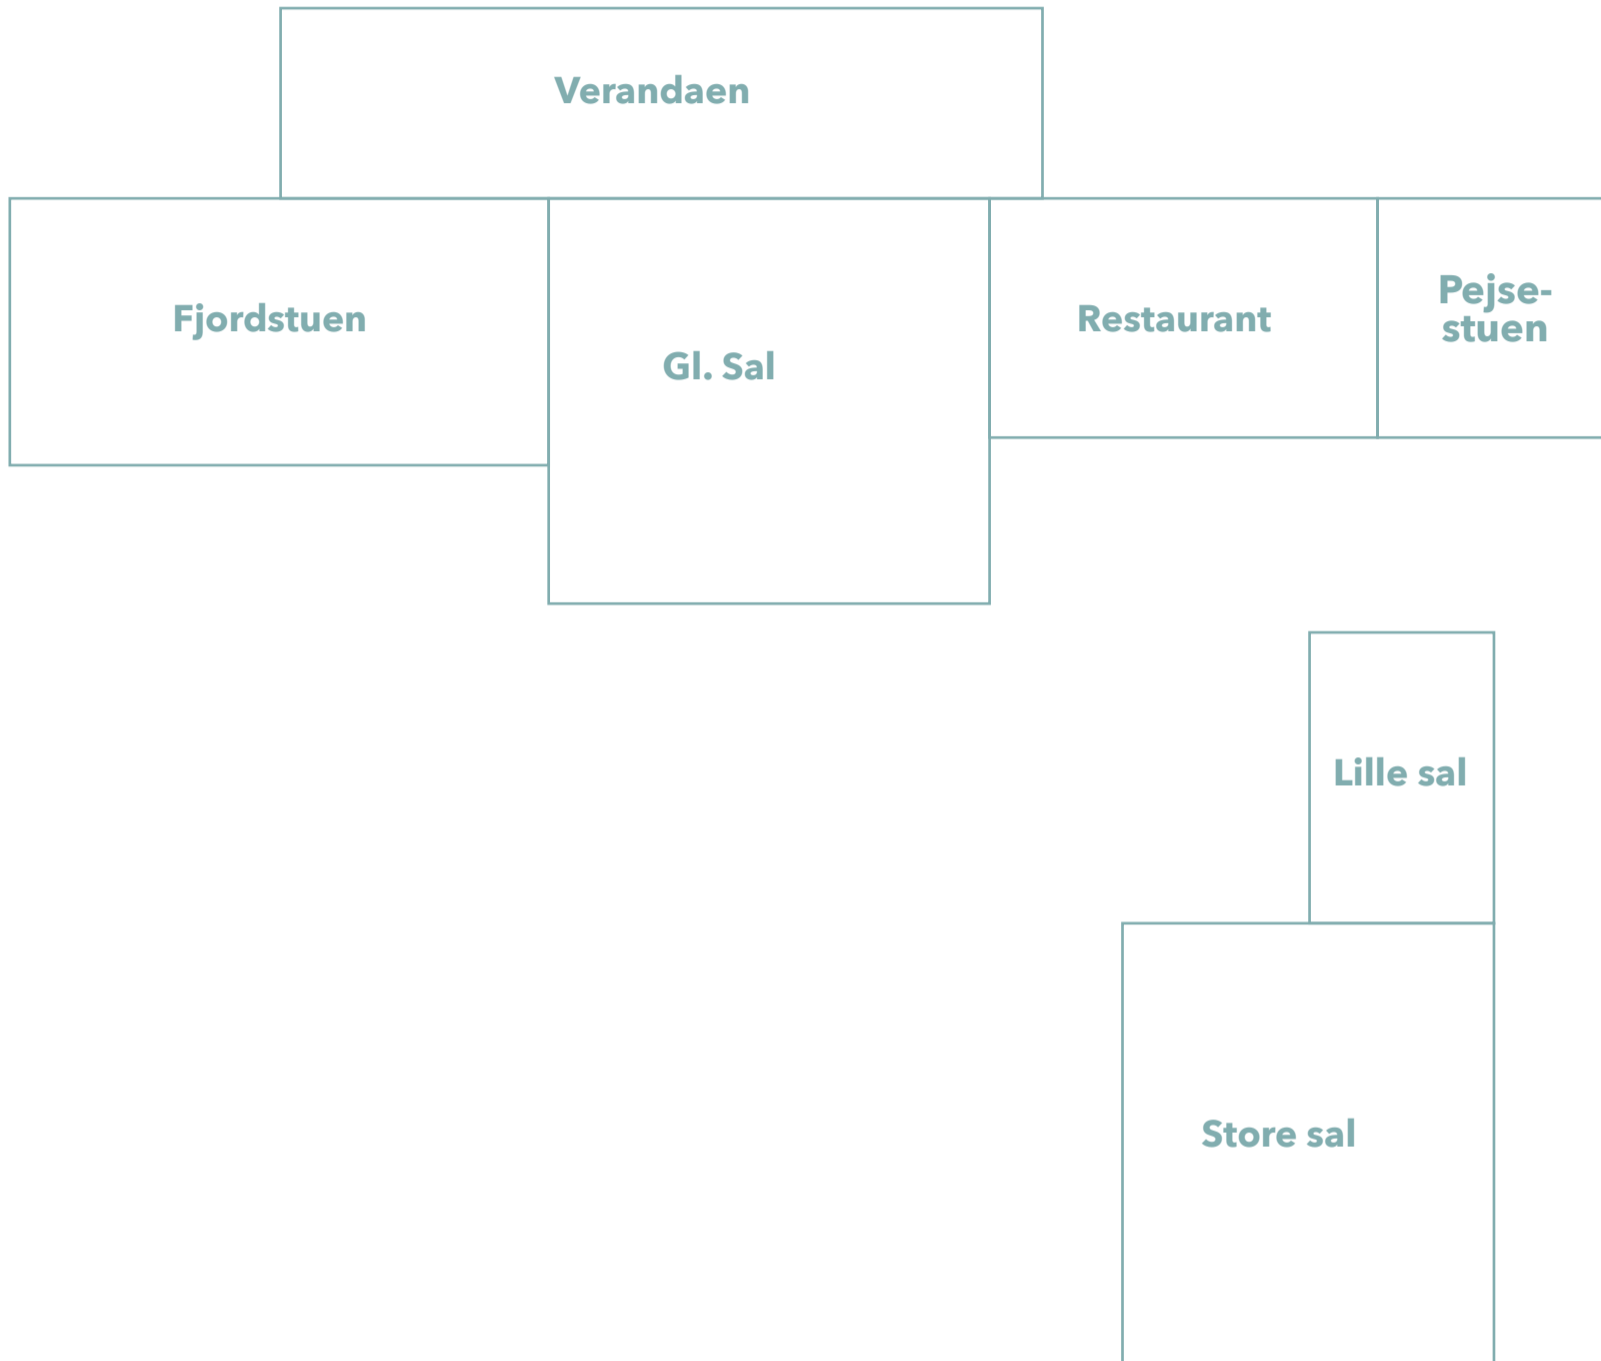 Verandaen
Fjordstuen
Gl. Sal
Restaurant
Pejse-
stuen
Lille sal
Store sal